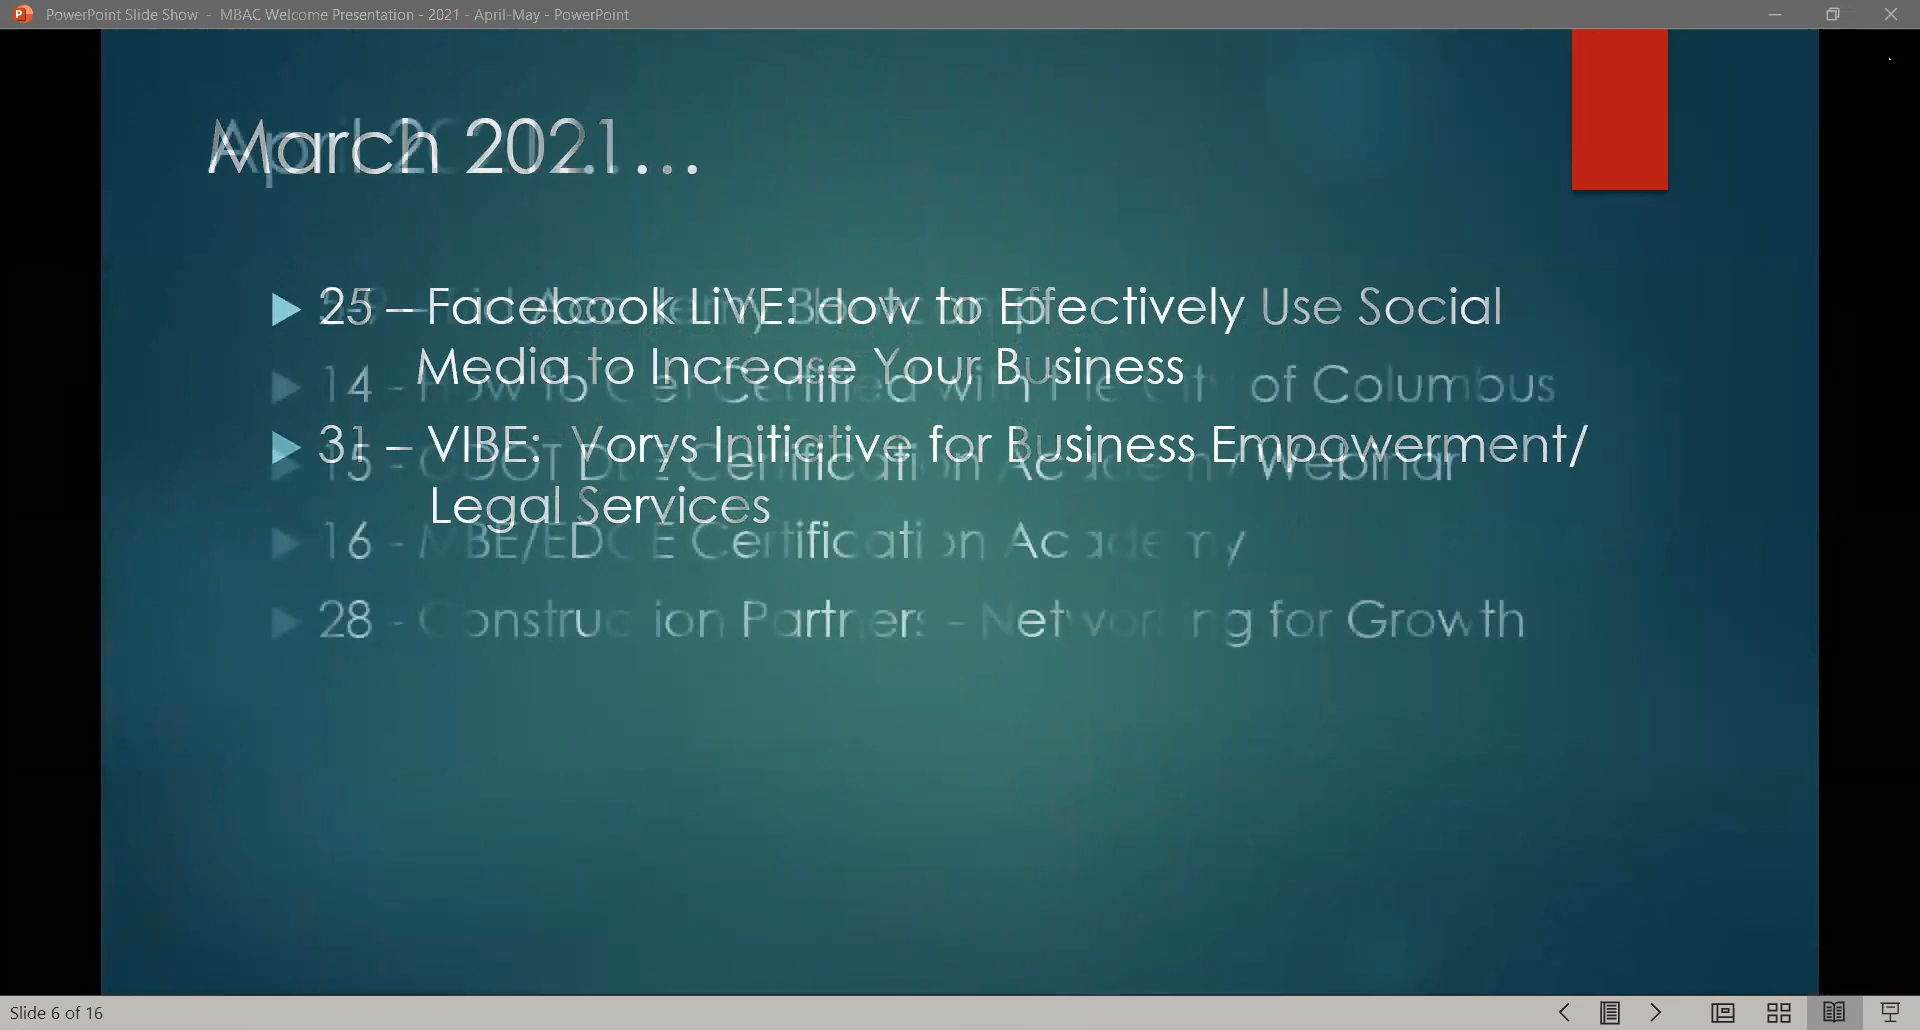 PowerPoint Slide Show - MBAC Welcome Presentation - 2021 - April-May - PowerPoint
March 2021…
25 – Facebook LiVE: How to Effectively Use Social
Media to Increase Your Business
14 - How to Get Certified with the City of Columbus
31 – VIBE: Vorys Initiative for Business Empowerment/
15 - ODOT DBE Certification Academy Webinar
Legal Services
16 - MBE/EDGE Certification Academy
28 - Construction Partners - Networking for Growth
Slide 6 of 16